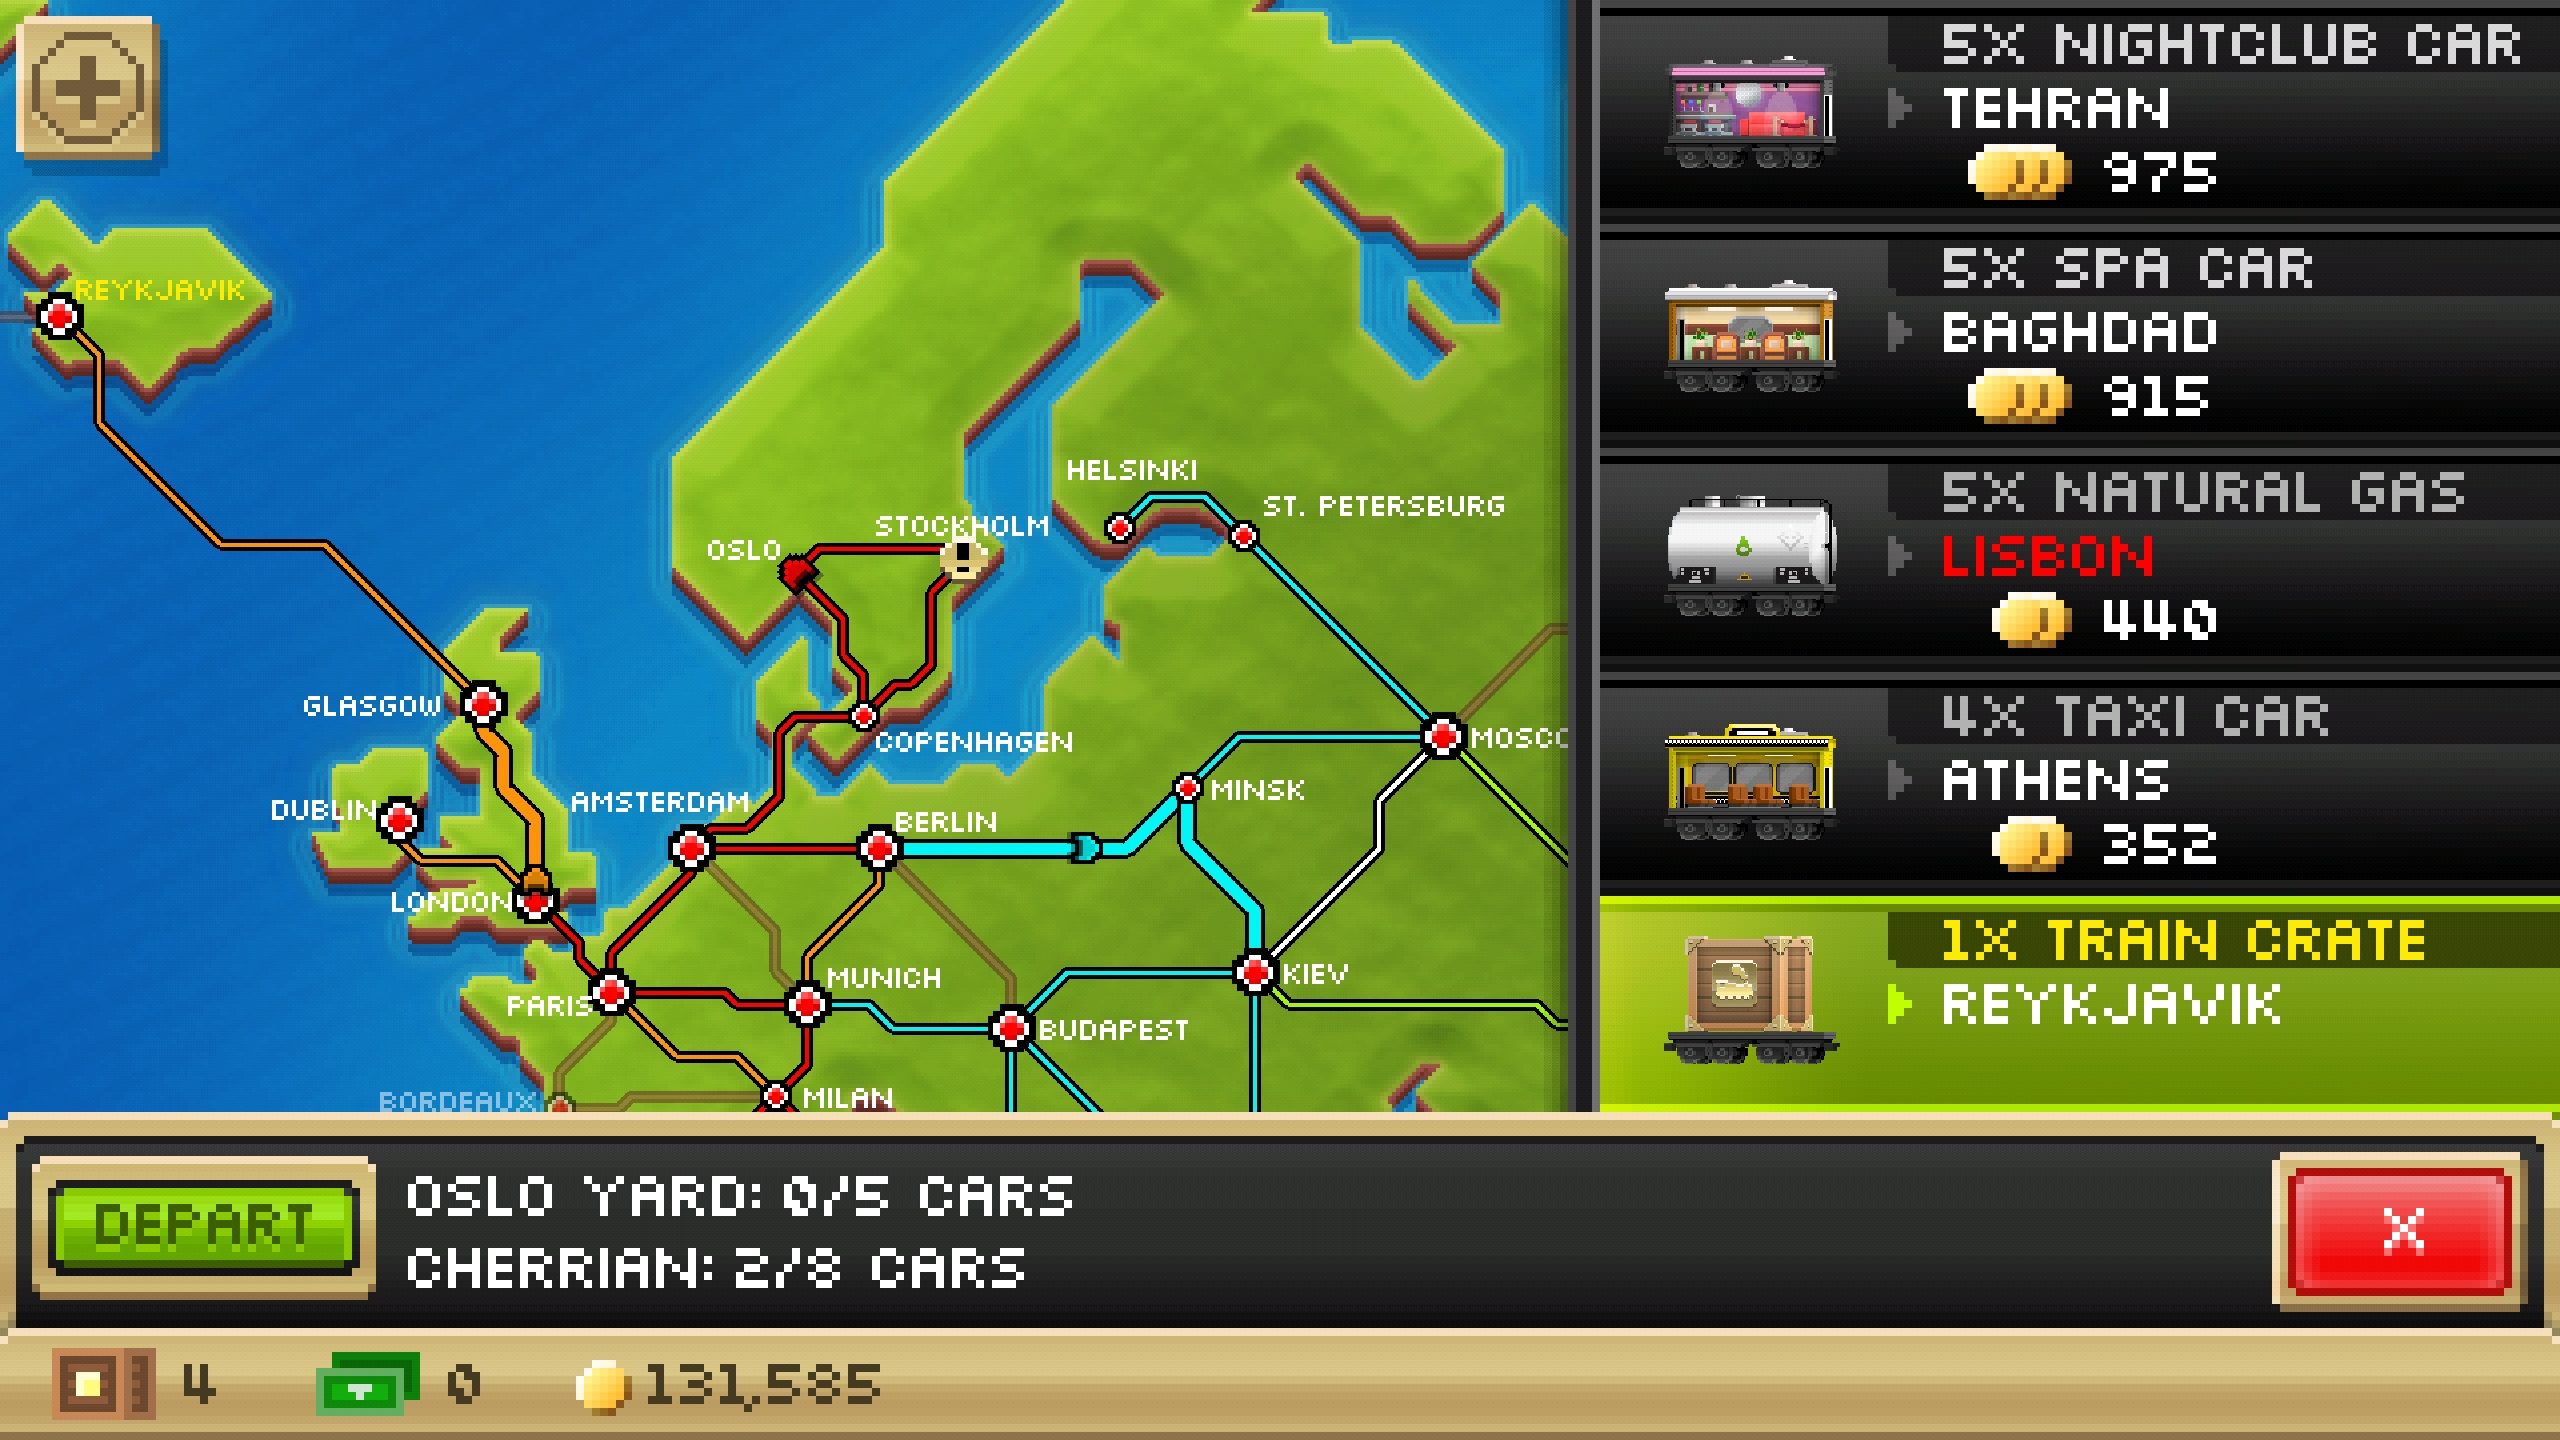 REYKJAVIK
HELSINKI
ST. PETERSBURG
STOCKHOLM
OSLO
GLASGOW
COPENHAGEN
MOSCO
DUBLIN
AMSTERDAM
BERLIN
MINSK
LONDON
MUNICH
KIEV
PARIS
BUDAPEST
BORDEAUX
MILAN
5X NIGHTCLUB CAR
TEHRAN
975
5X SPA CAR
BAGHDAD
915
5X NATURAL GAS
LISBON
440
4X TAXI CAR
ATHENS
352
1X TRAIN CRATE
REYKJAVIK
DEPART
OSLO YARD: 0/5 CARS
CHERRIAN: 2/8 CARS
X
4
0
131,585